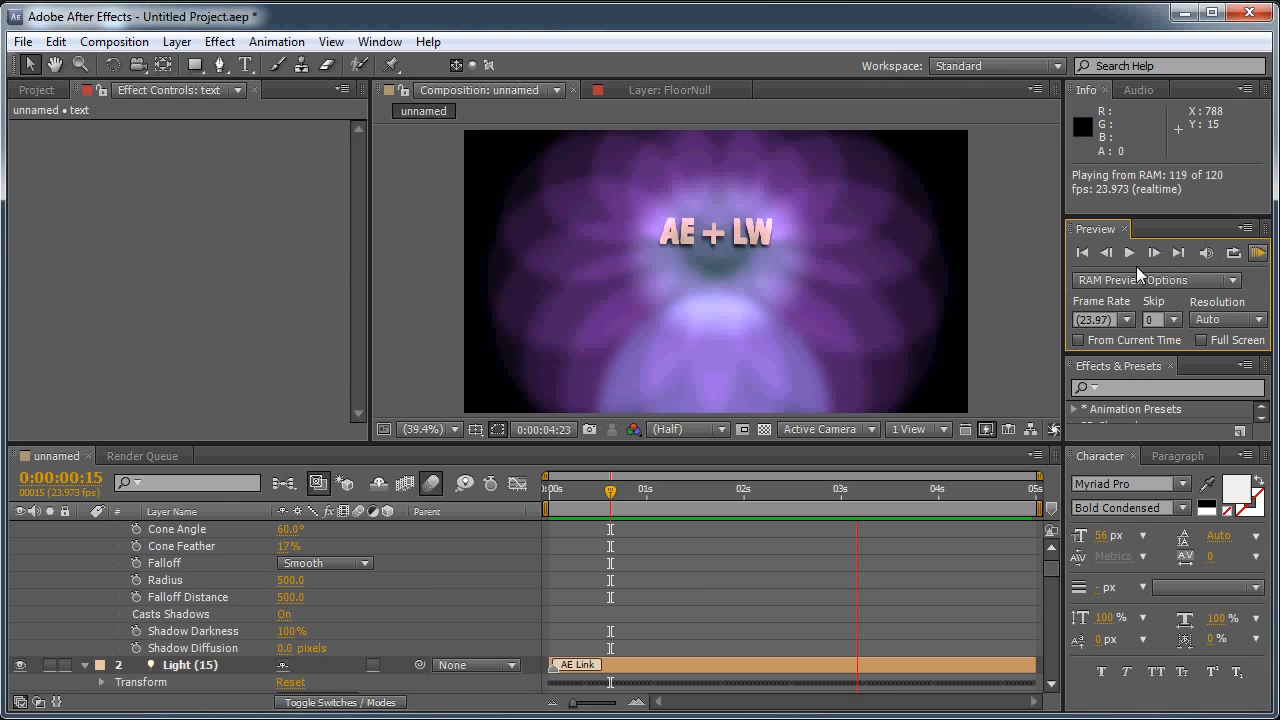 Adobe After Effects - Untitled Project.aep *
File Edit Composition Layer Effect Animation View Window Help
Workspace: Standard Search Help
Project Effect Controls: text Composition: unnamed Layer: FloorNull Info Audio
unnamed • text
unnamed
R: X: 788
G: Y: 15
B:
A: 0
Playing from RAM: 119 of 120
fps: 23.973 (realtime)
AE + LW
Preview
RAM Preview Options
Frame Rate Skip Resolution
(23.97) 0 Auto
From Current Time Full Screen
Effects & Presets
* Animation Presets
(39.4%) 0:00:04:23 (Half) Active Camera 1 View
unnamed Render Queue
Character Paragraph
0:00:00:15
00015 (23.973 fps)
:00s 01s 02s 03s 04s 05s
# Layer Name Parent
Myriad Pro
Bold Condensed
Cone Angle 60.0°
Cone Feather 17%
Falloff Smooth
Radius 500.0
Falloff Distance 500.0
Casts Shadows On
Shadow Darkness 100%
Shadow Diffusion 0.0 pixels
2 Light (15) None AE Link
Transform Reset
Toggle Switches / Modes
56 px Auto
Metrics 0
- px
100% 100%
0 px 0%
T T TT Tr T¹ T₁